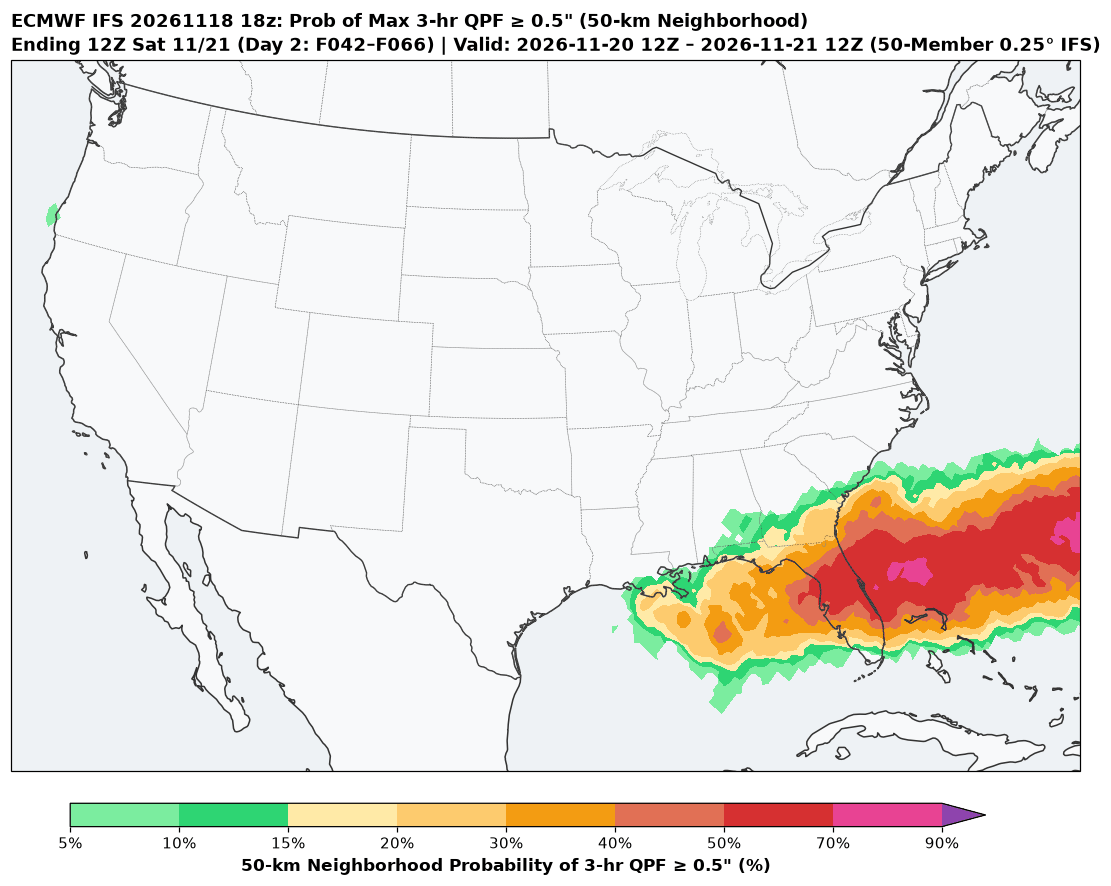 ECMWF IFS 20261118 18z: Prob of Max 3-hr QPF ≥ 0.5" (50-km Neighborhood)
Ending 12Z Sat 11/21 (Day 2: F042–F066) | Valid: 2026-11-20 12Z – 2026-11-21 12Z (50-Member 0.25° IFS)
5% 10% 15% 20% 30% 40% 50% 70% 90%
50-km Neighborhood Probability of 3-hr QPF ≥ 0.5" (%)